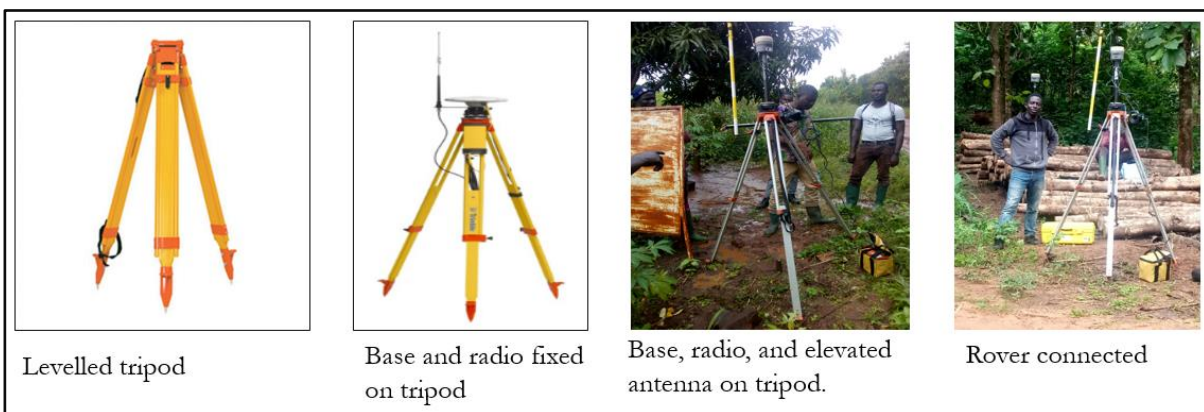 Levelled tripod
Base and radio fixed
on tripod
Base, radio, and elevated
antenna on tripod.
Rover connected